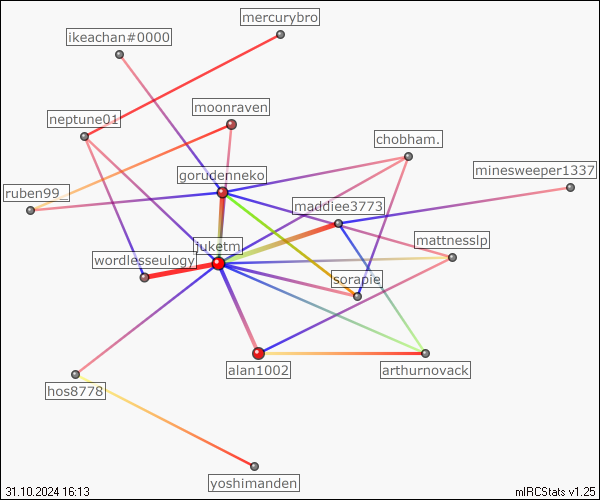 mercurybro
ikeachan#0000
moonraven
neptune01
chobham.
minesweeper1337
gorudenneko
ruben99_
maddiee3773
mattnesslp
juketm
wordlesseulogy
sorapie
alan1002
arthurnovack
hos8778
yoshimanden
31.10.2024 16:13
mIRCStats v1.25